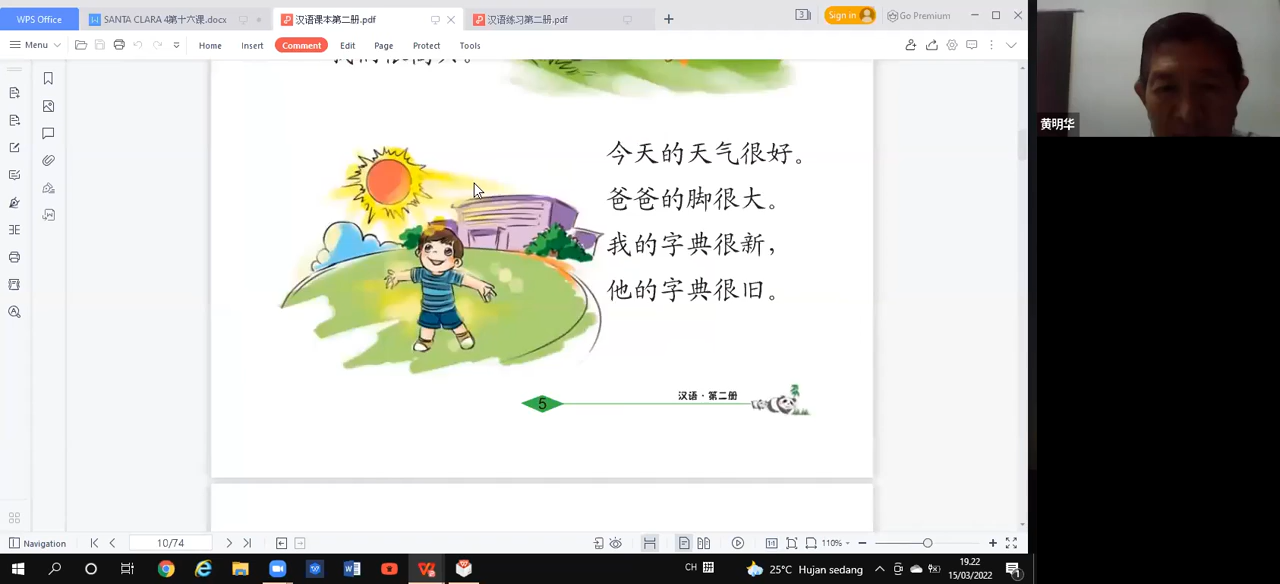 WPS Office
SANTA CLARA 4第十六课.docx
汉语课本第二册.pdf
汉语练习第二册.pdf
3
Sign in
Go Premium
Menu
Home
Insert
Comment
Edit
Page
Protect
Tools
黄明华
今天的天气很好。
爸爸的脚很大。
我的字典很新，
他的字典很旧。
5
汉语·第二册
Navigation
10/74
110%
CH
25°C Hujan sedang
19.22
15/03/2022
1